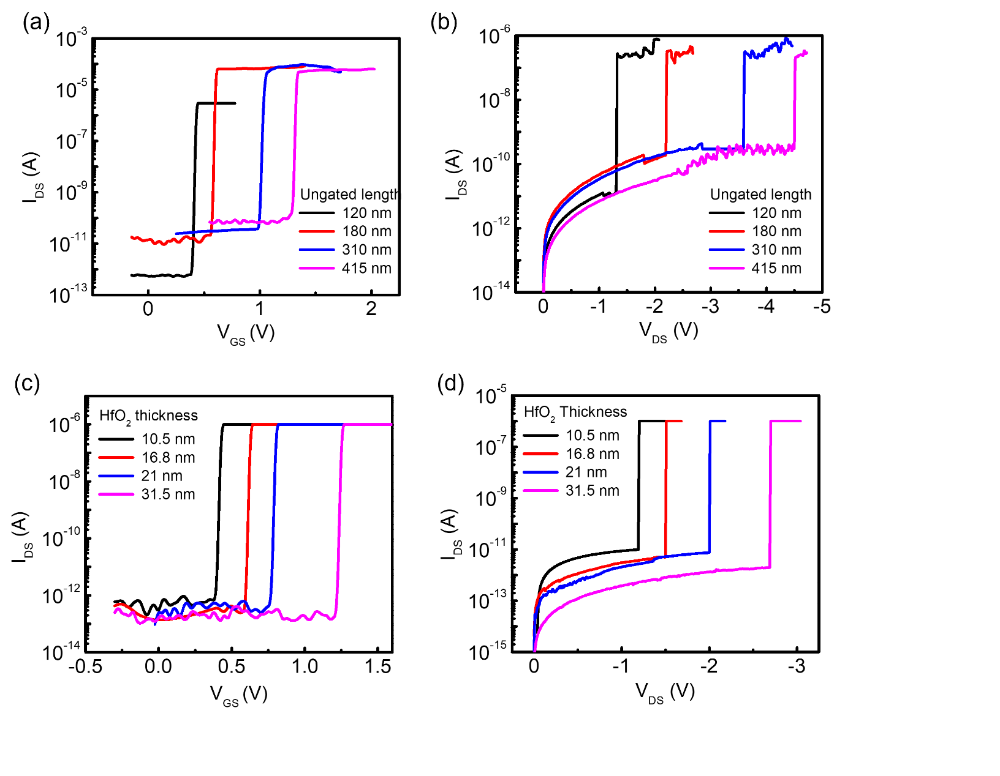 (a)
10⁻³
10⁻⁵
10⁻⁷
10⁻⁹
10⁻¹¹
10⁻¹³
I_DS (A)
Ungated length
120 nm
180 nm
310 nm
415 nm
0 1 2
V_GS (V)
(b)
10⁻⁶
10⁻⁸
10⁻¹⁰
10⁻¹²
10⁻¹⁴
I_DS (A)
Ungated length
120 nm
180 nm
310 nm
415 nm
0 -1 -2 -3 -4 -5
V_DS (V)
(c)
HfO₂ thickness
10.5 nm
16.8 nm
21 nm
31.5 nm
10⁻⁶
10⁻⁸
10⁻¹⁰
10⁻¹²
10⁻¹⁴
I_DS (A)
-0.5 0.0 0.5 1.0 1.5
V_GS (V)
(d)
HfO₂ Thickness
10.5 nm
16.8 nm
21 nm
31.5 nm
10⁻⁵
10⁻⁷
10⁻⁹
10⁻¹¹
10⁻¹³
10⁻¹⁵
I_DS (A)
0 -1 -2 -3
V_DS (V)